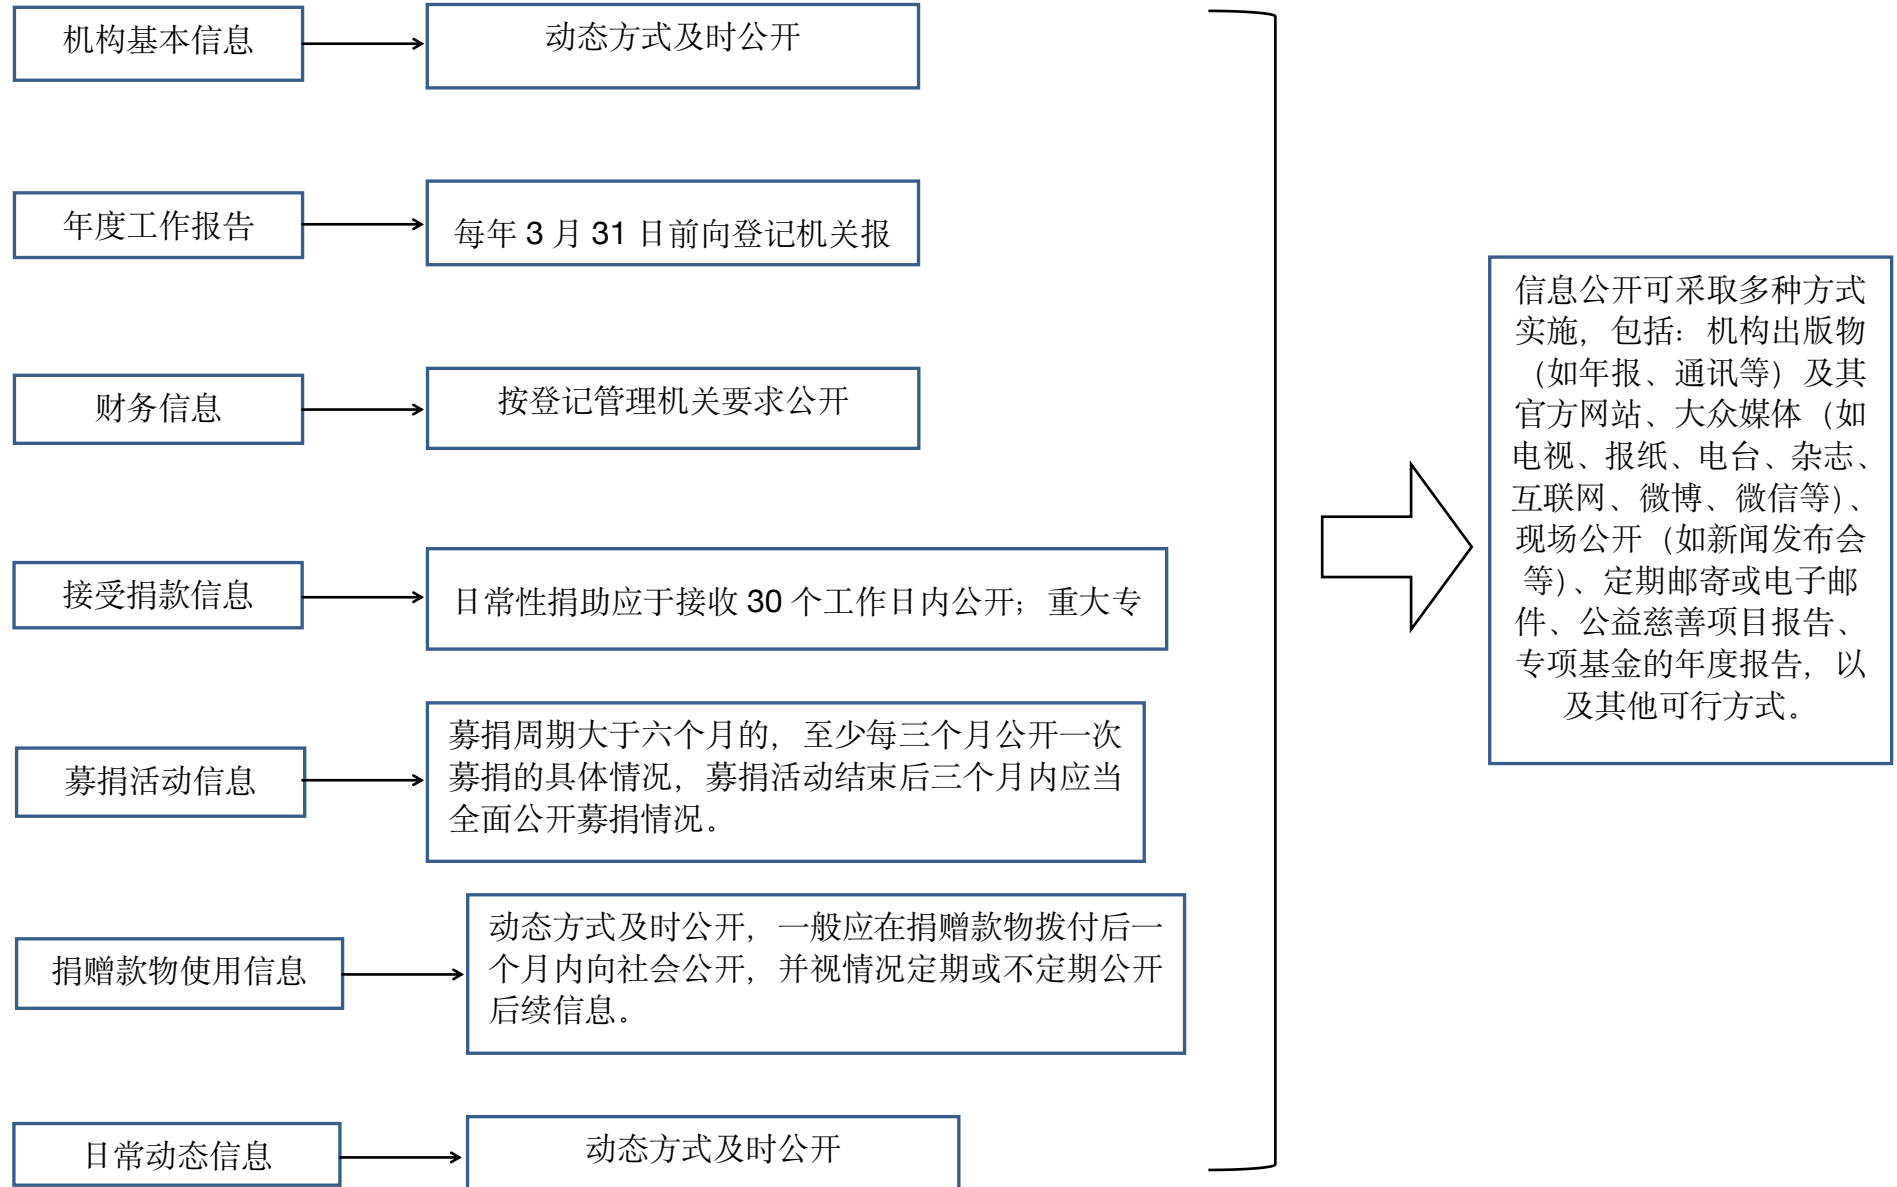 机构基本信息
动态方式及时公开
年度工作报告
每年 3 月 31 日前向登记机关报
财务信息
按登记管理机关要求公开
接受捐款信息
日常性捐助应于接收 30 个工作日内公开；重大专
募捐活动信息
募捐周期大于六个月的，至少每三个月公开一次
募捐的具体情况，募捐活动结束后三个月内应当
全面公开募捐情况。
捐赠款物使用信息
动态方式及时公开，一般应在捐赠款物拨付后一
个月内向社会公开，并视情况定期或不定期公开
后续信息。
日常动态信息
动态方式及时公开
信息公开可采取多种方式
实施，包括：机构出版物
（如年报、通讯等）及其
官方网站、大众媒体（如
电视、报纸、电台、杂志、
互联网、微博、微信等）、
现场公开（如新闻发布会
等）、定期邮寄或电子邮
件、公益慈善项目报告、
专项基金的年度报告，以
及其他可行方式。